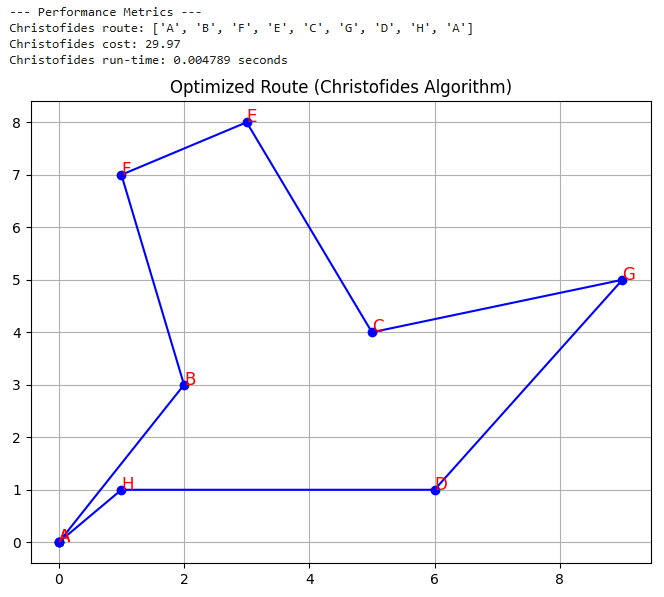 --- Performance Metrics ---
Christofides route: ['A', 'B', 'F', 'E', 'C', 'G', 'D', 'H', 'A']
Christofides cost: 29.97
Christofides run-time: 0.004789 seconds
Optimized Route (Christofides Algorithm)
8
E
7
F
6
5
G
4
C
3
B
2
1
H
D
0
A
0
2
4
6
8